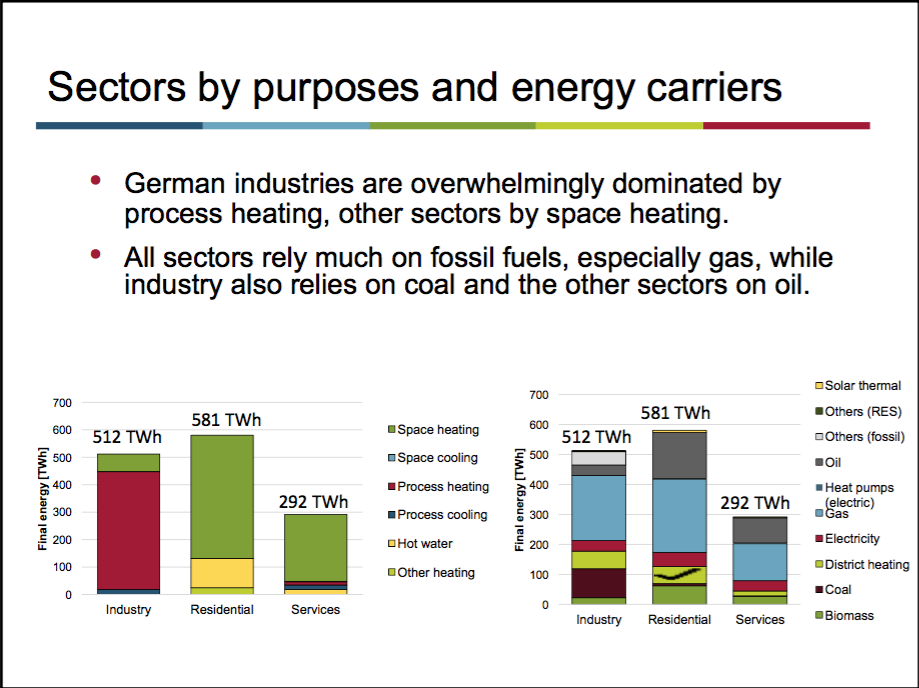 Sectors by purposes and energy carriers
• German industries are overwhelmingly dominated by
process heating, other sectors by space heating.
• All sectors rely much on fossil fuels, especially gas, while
industry also relies on coal and the other sectors on oil.
Final energy [TWh]
700
600
500
400
300
200
100
0
512 TWh
581 TWh
292 TWh
Industry
Residential
Services
Space heating
Space cooling
Process heating
Process cooling
Hot water
Other heating
Final energy [TWh]
700
600
500
400
300
200
100
0
512 TWh
581 TWh
292 TWh
Industry
Residential
Services
Solar thermal
Others (RES)
Others (fossil)
Oil
Heat pumps
(electric)
Gas
Electricity
District heating
Coal
Biomass